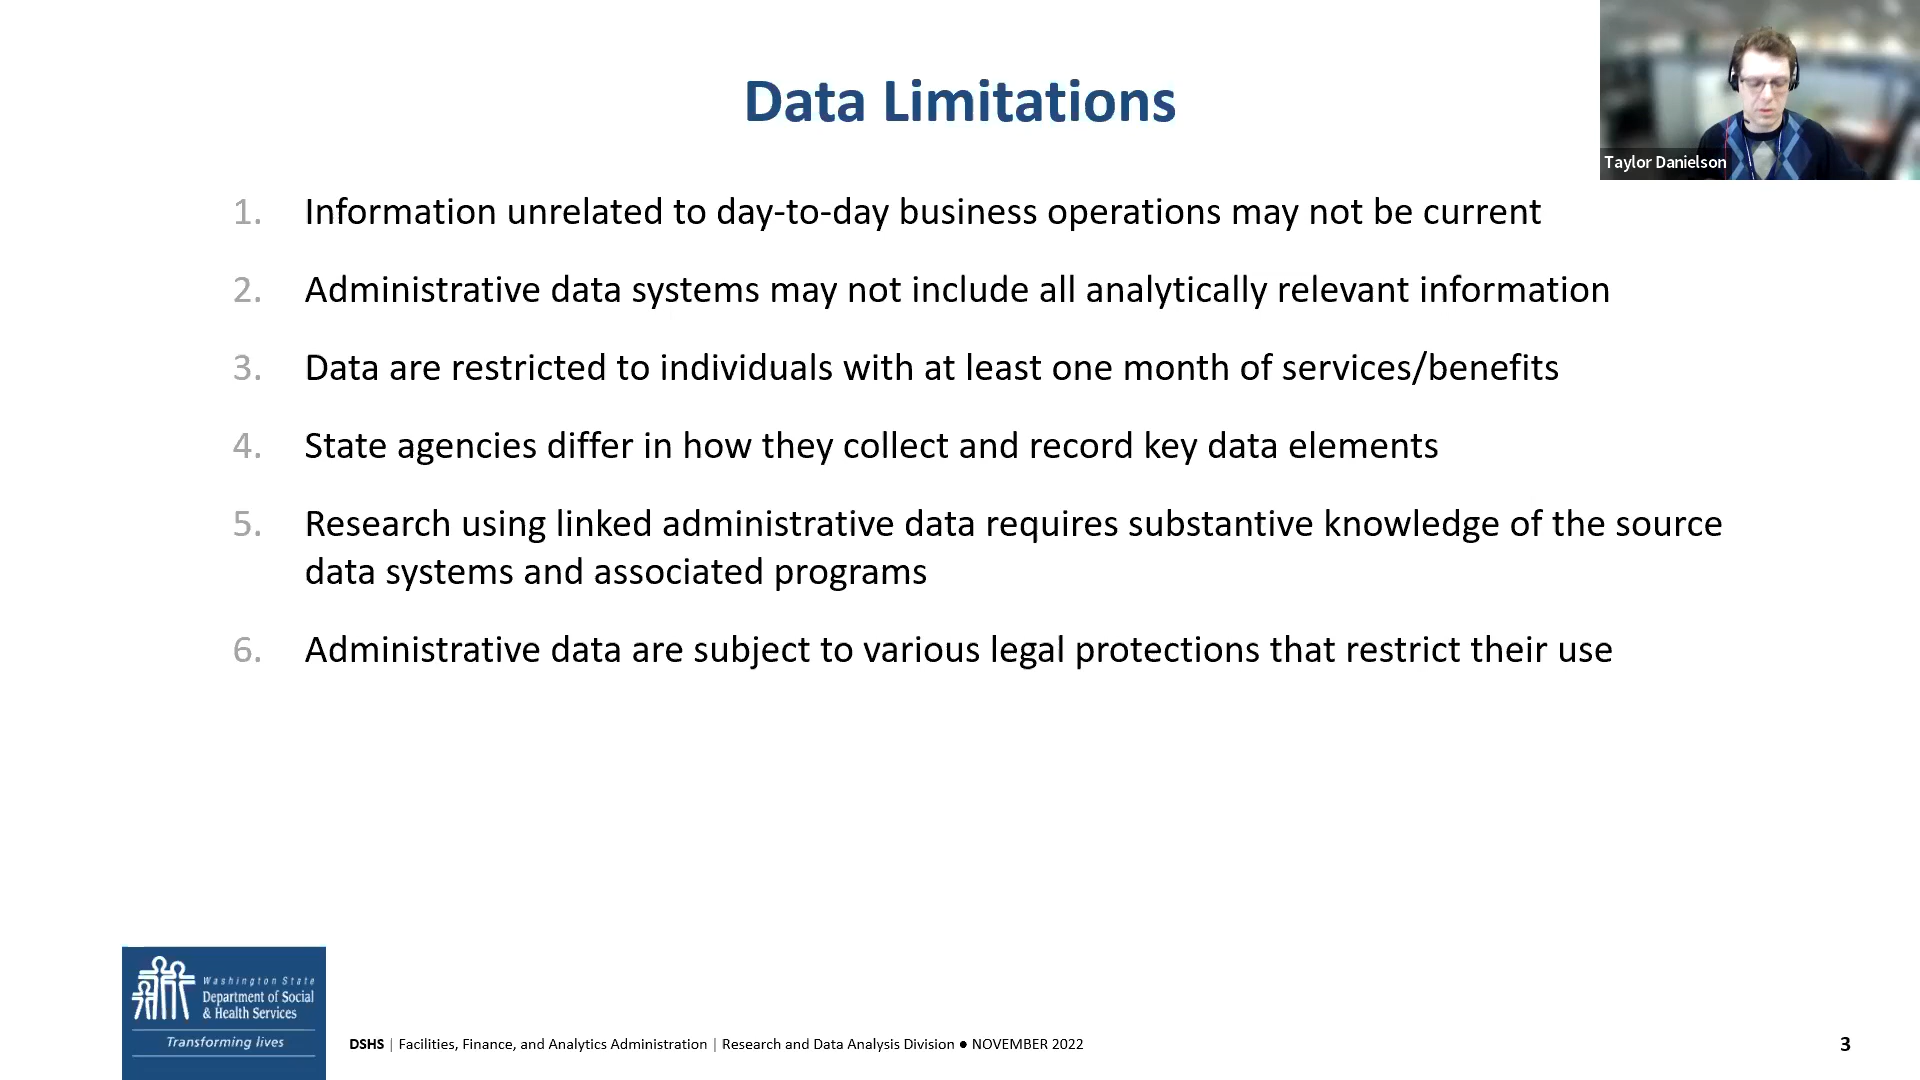 Data Limitations
Taylor Danielson
1. Information unrelated to day-to-day business operations may not be current
2. Administrative data systems may not include all analytically relevant information
3. Data are restricted to individuals with at least one month of services/benefits
4. State agencies differ in how they collect and record key data elements
5. Research using linked administrative data requires substantive knowledge of the source
data systems and associated programs
6. Administrative data are subject to various legal protections that restrict their use
Washington State
Department of Social
& Health Services
Transforming lives
DSHS | Facilities, Finance, and Analytics Administration | Research and Data Analysis Division ● NOVEMBER 2022
3